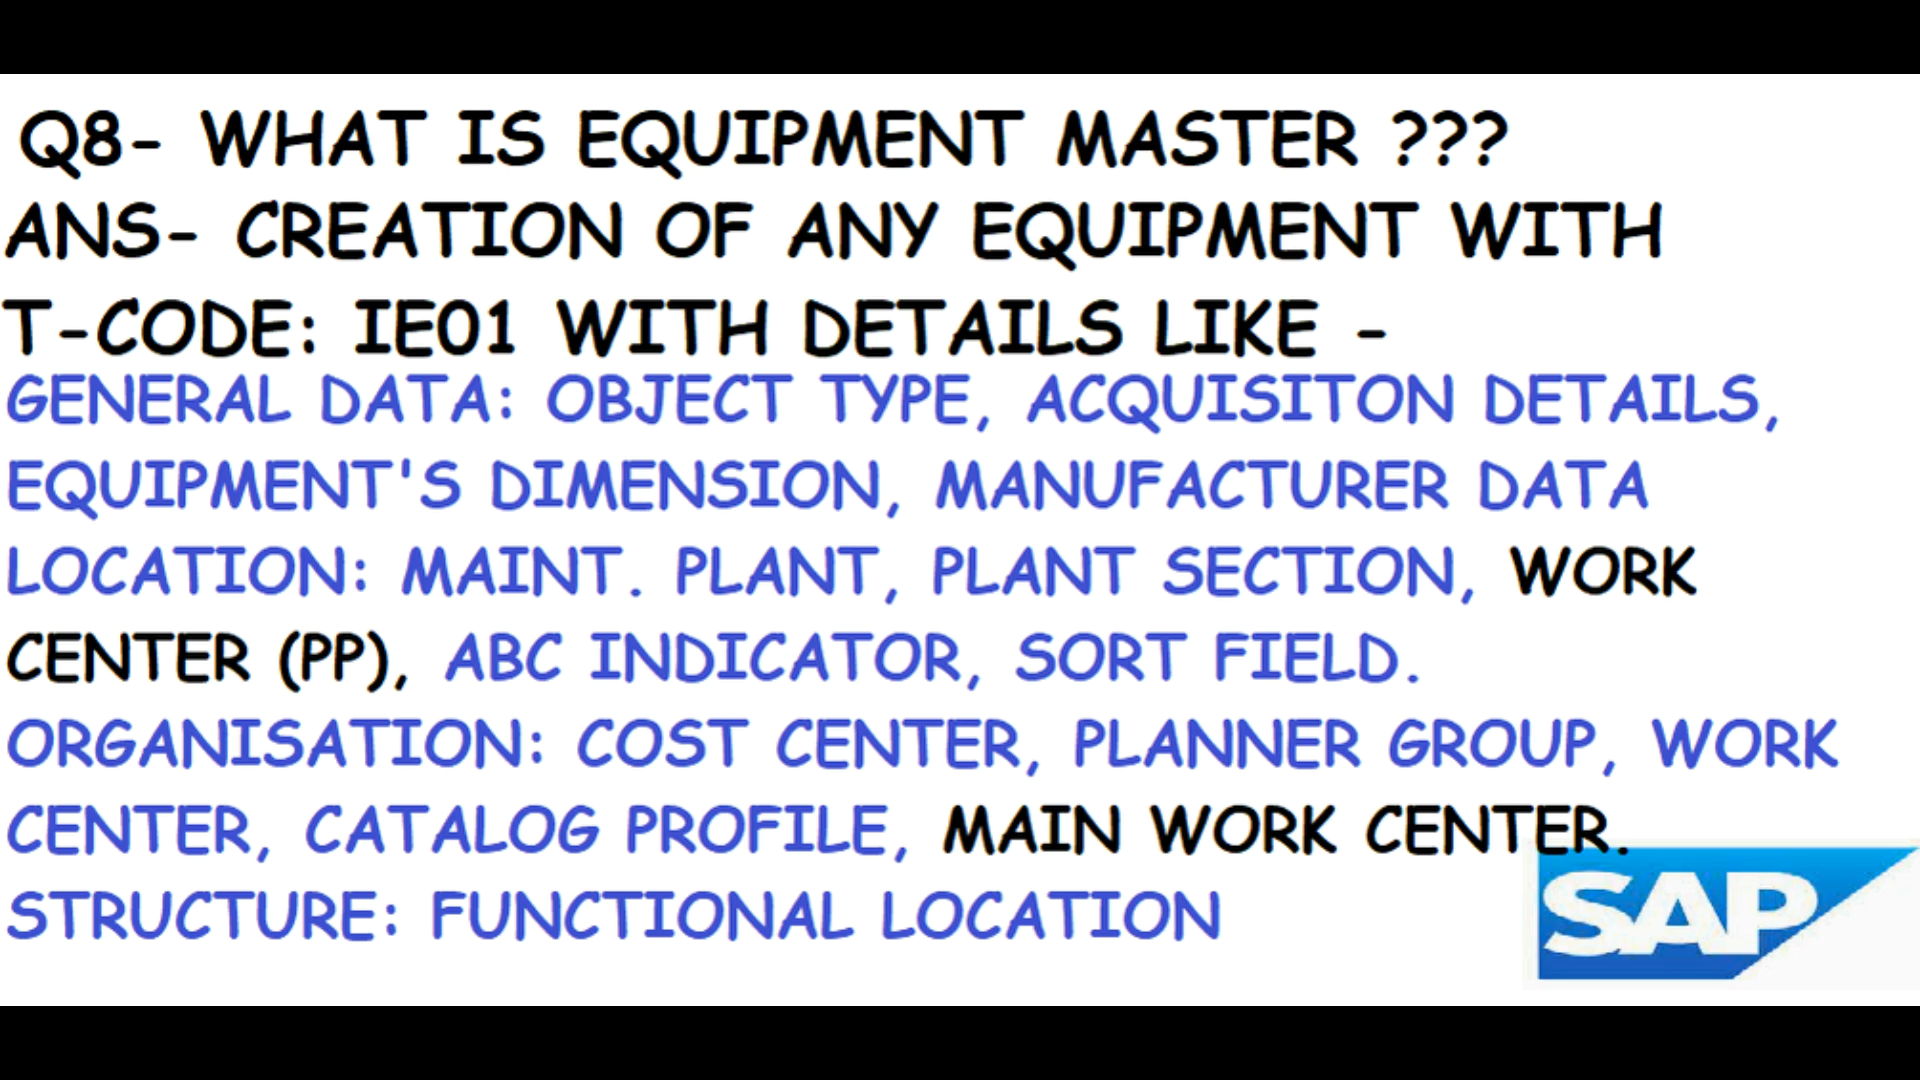 Q8- WHAT IS EQUIPMENT MASTER ???
ANS- CREATION OF ANY EQUIPMENT WITH
T-CODE: IE01 WITH DETAILS LIKE -
GENERAL DATA: OBJECT TYPE, ACQUISITON DETAILS,
EQUIPMENT'S DIMENSION, MANUFACTURER DATA
LOCATION: MAINT. PLANT, PLANT SECTION, WORK
CENTER (PP), ABC INDICATOR, SORT FIELD.
ORGANISATION: COST CENTER, PLANNER GROUP, WORK
CENTER, CATALOG PROFILE, MAIN WORK CENTER.
STRUCTURE: FUNCTIONAL LOCATION
SAP